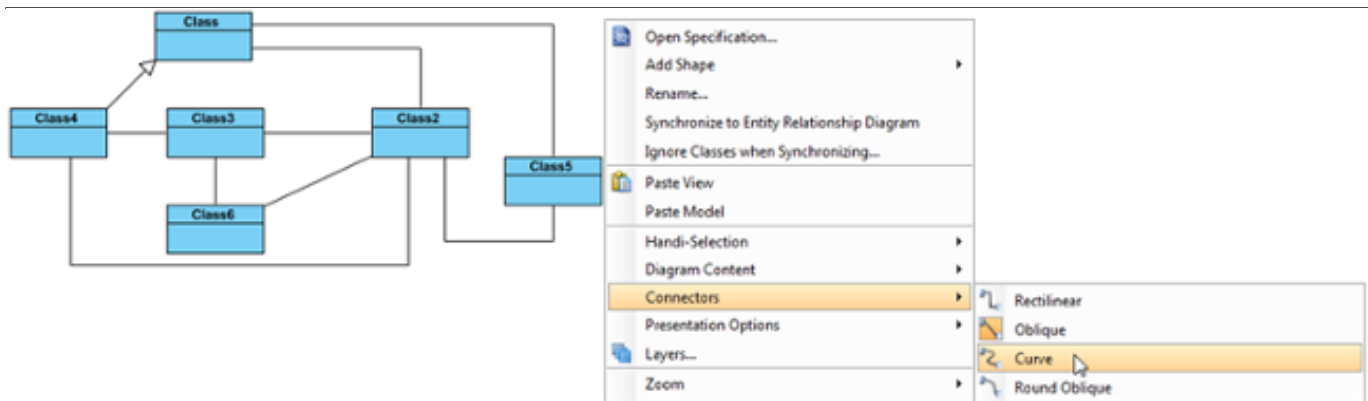 Class
Class4
Class3
Class2
Class5
Class6
Open Specification...
Add Shape
Rename...
Synchronize to Entity Relationship Diagram
Ignore Classes when Synchronizing...
Paste View
Paste Model
Handi-Selection
Diagram Content
Connectors
Presentation Options
Layers...
Zoom
Rectilinear
Oblique
Curve
Round Oblique